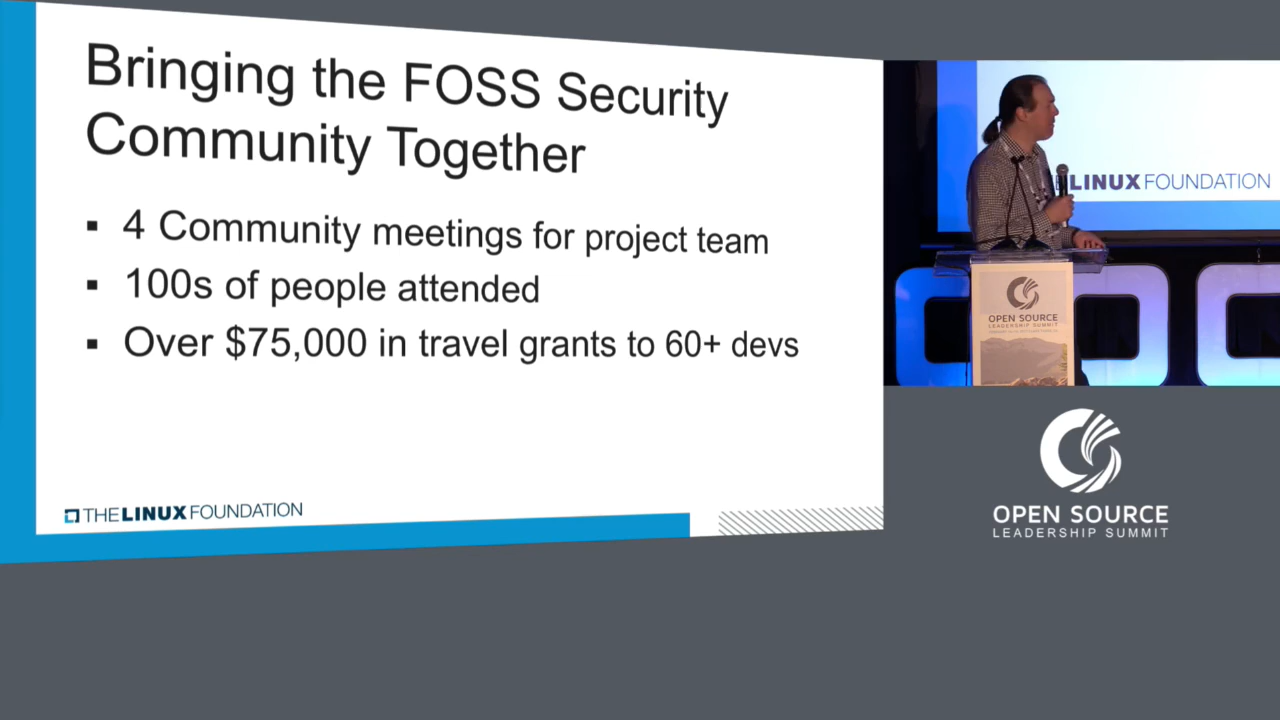 Bringing the FOSS Security
Community Together
▪ 4 Community meetings for project team
▪ 100s of people attended
▪ Over $75,000 in travel grants to 60+ devs
THE LINUX FOUNDATION
LINUX FOUNDATION
OPEN SOURCE
LEADERSHIP SUMMIT
OPEN SOURCE
LEADERSHIP SUMMIT